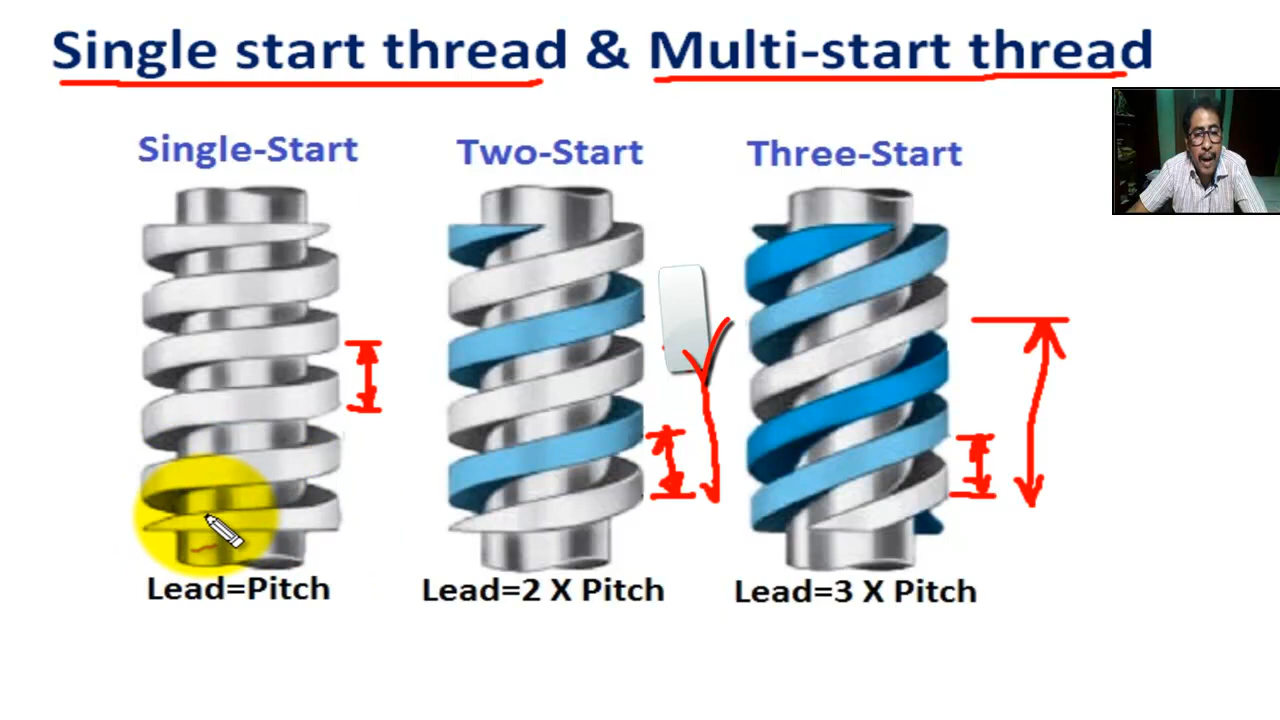 Single start thread & Multi-start thread
Single-Start Two-Start Three-Start
Lead=Pitch Lead=2 X Pitch Lead=3 X Pitch